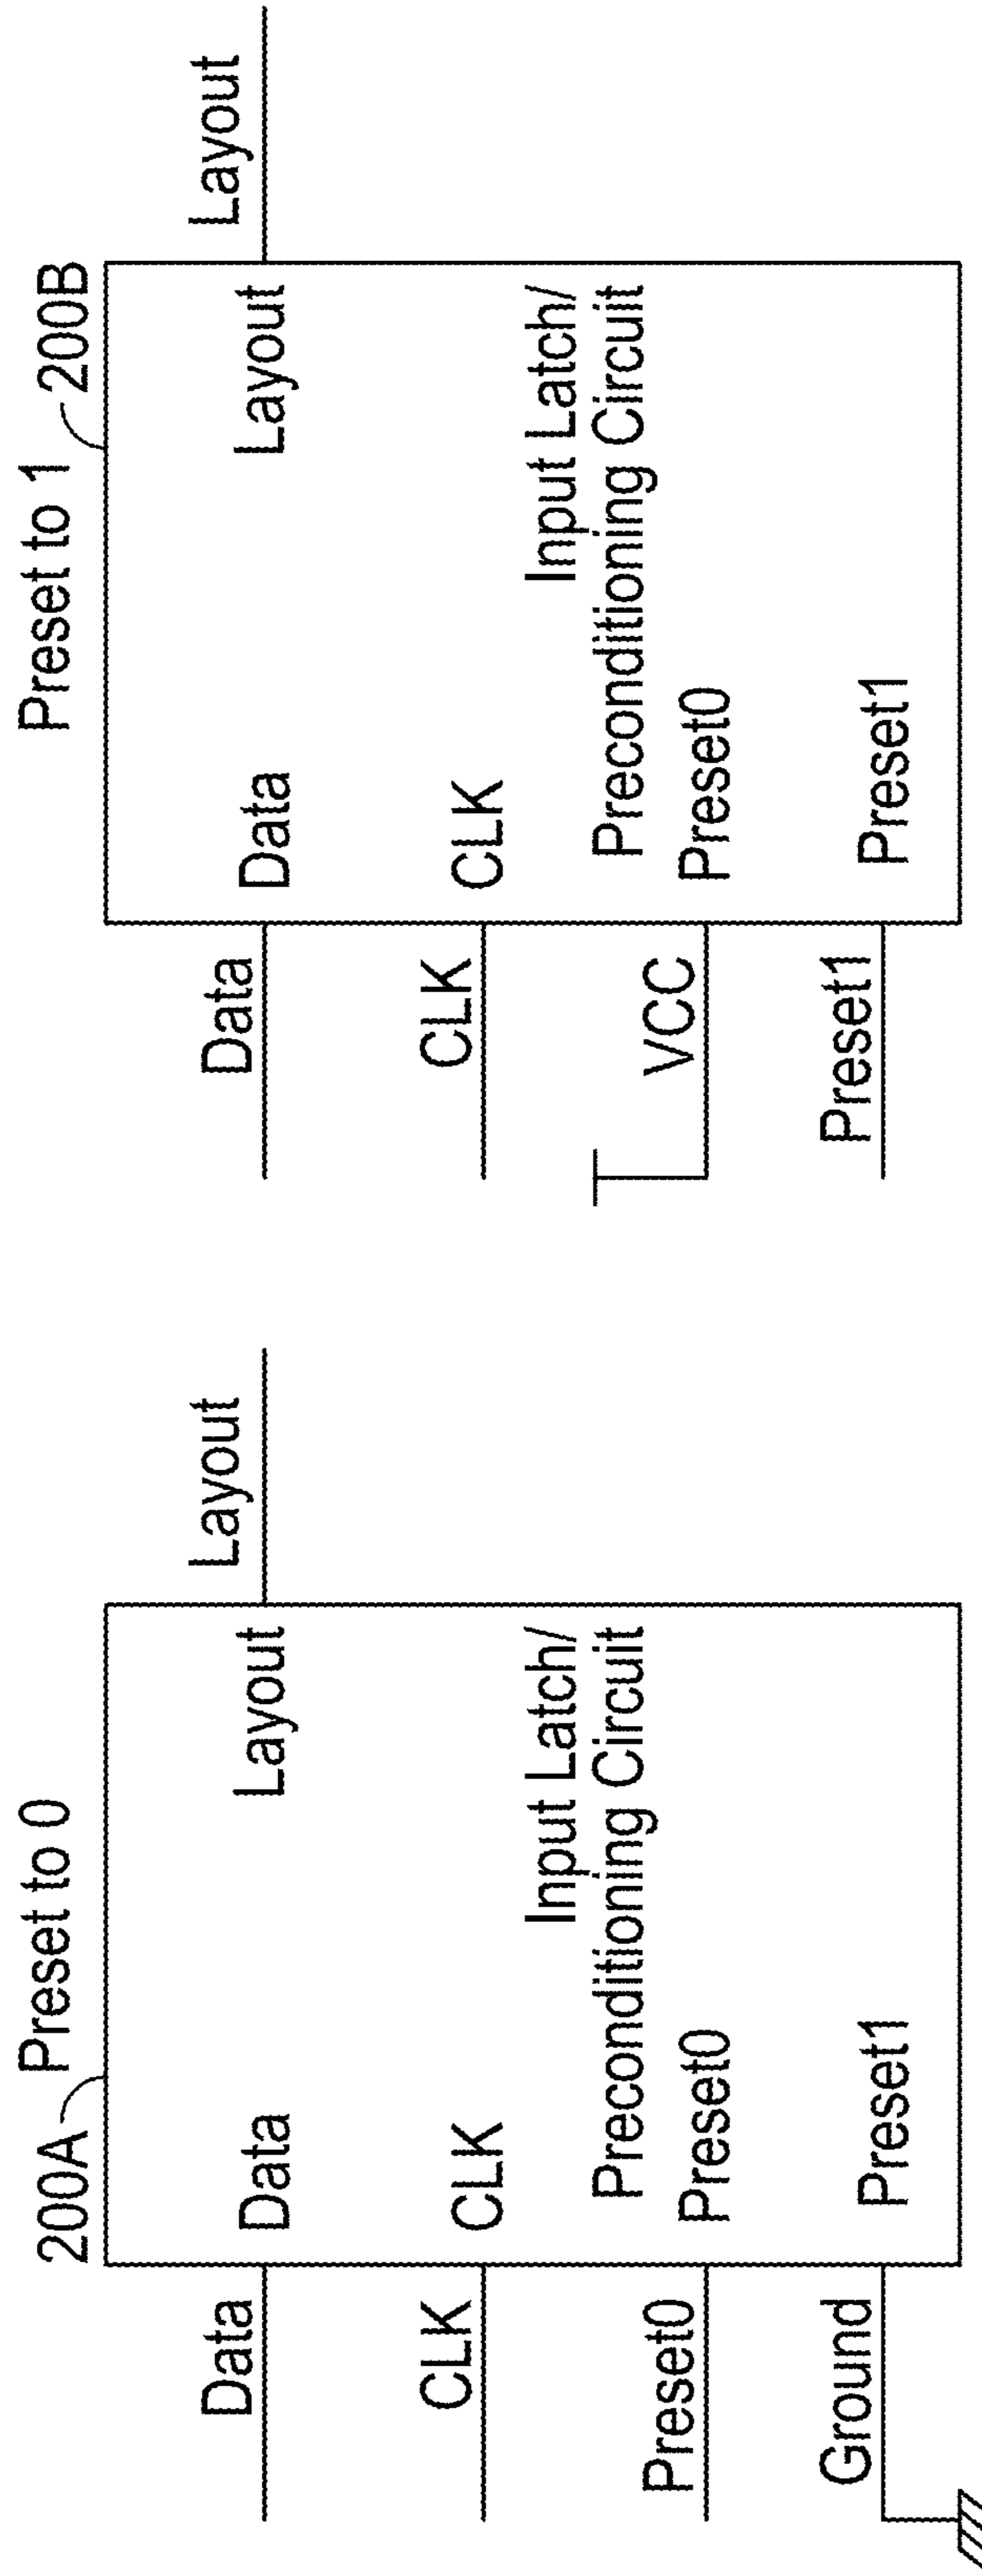 200A
Preset to 0
Data
Data
Layout
Layout
CLK
CLK
Input Latch/
Preconditioning Circuit
Preset0
Preset0
Ground
Preset1
Preset to 1
200B
Data
Data
Layout
Layout
CLK
CLK
Input Latch/
Preconditioning Circuit
VCC
Preset0
Preset1
Preset1